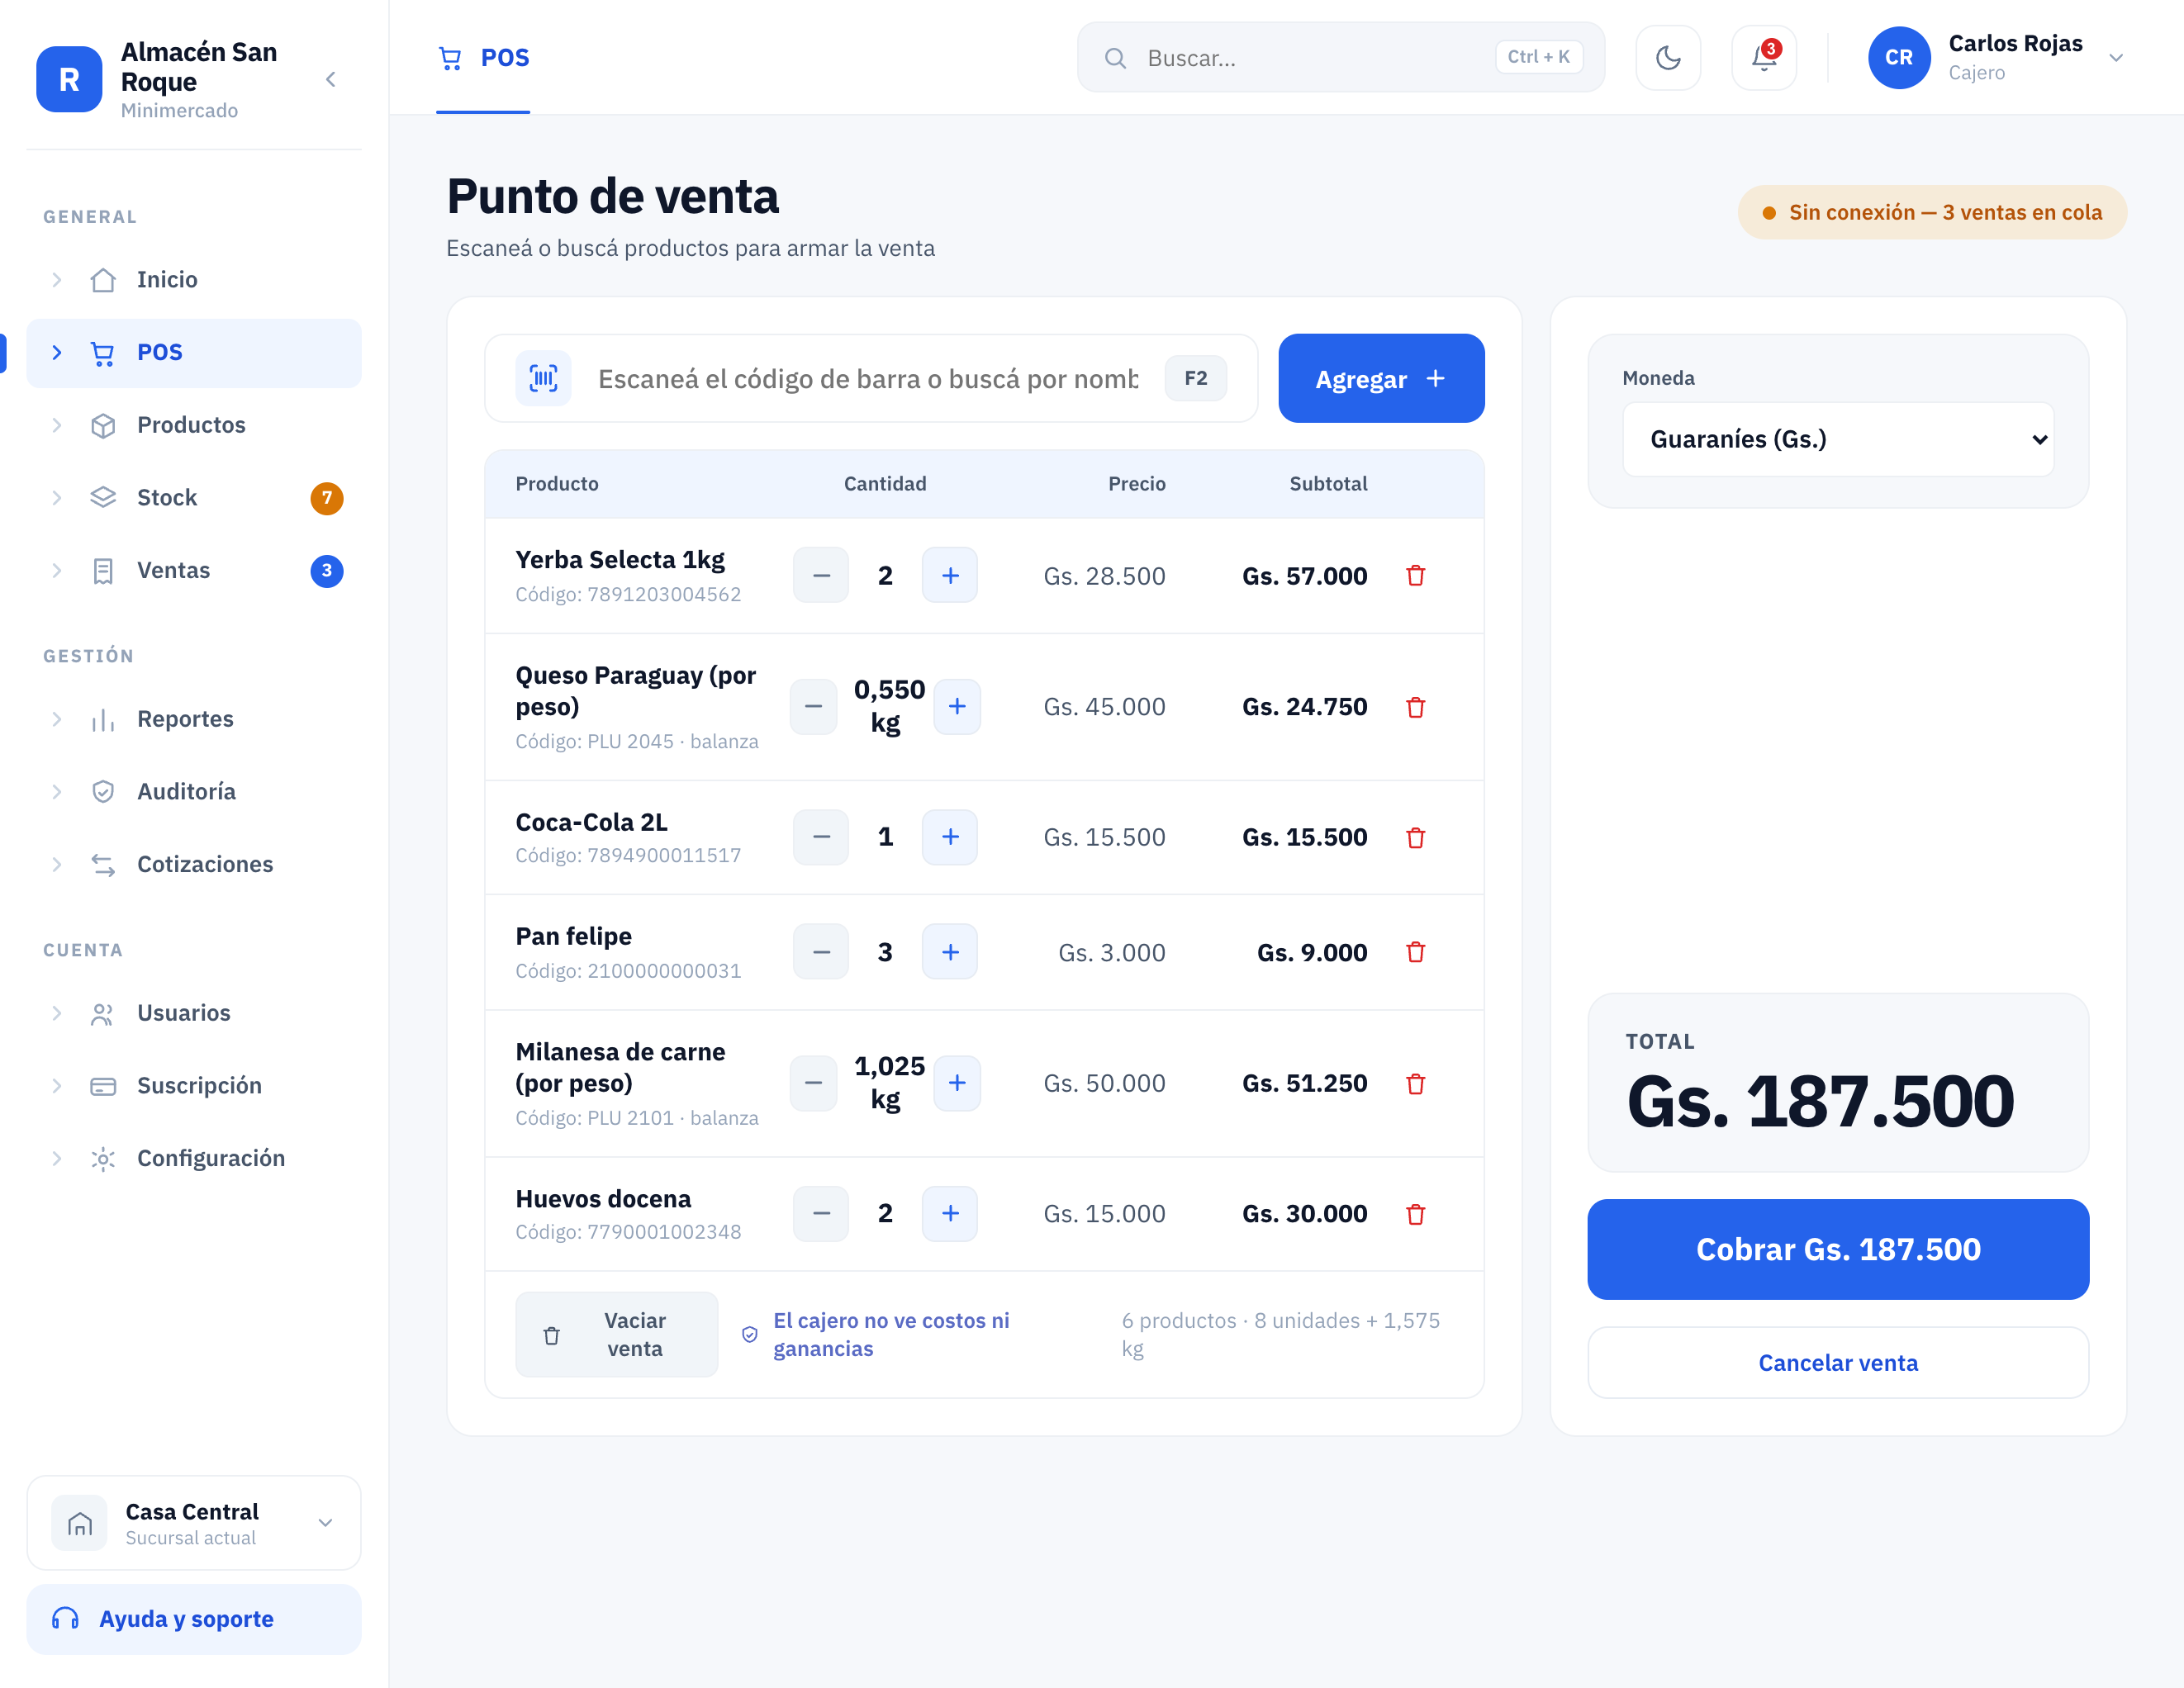 R
Almacén San
Roque
Minimercado
GENERAL
Inicio
POS
Productos
Stock
7
Ventas
3
GESTIÓN
Reportes
Auditoría
Cotizaciones
CUENTA
Usuarios
Suscripción
Configuración
Casa Central
Sucursal actual
Ayuda y soporte
POS
Buscar...
Ctrl + K
3
CR
Carlos Rojas
Cajero
Punto de venta
Escaneá o buscá productos para armar la venta
Sin conexión — 3 ventas en cola
Escaneá el código de barra o buscá por nomb
F2
Agregar +
Producto Cantidad Precio Subtotal
Yerba Selecta 1kg
Código: 7891203004562
− 2 + Gs. 28.500 Gs. 57.000
Queso Paraguay (por
peso)
Código: PLU 2045 · balanza
− 0,550
kg + Gs. 45.000 Gs. 24.750
Coca-Cola 2L
Código: 7894900011517
− 1 + Gs. 15.500 Gs. 15.500
Pan felipe
Código: 2100000000031
− 3 + Gs. 3.000 Gs. 9.000
Milanesa de carne
(por peso)
Código: PLU 2101 · balanza
− 1,025
kg + Gs. 50.000 Gs. 51.250
Huevos docena
Código: 7790001002348
− 2 + Gs. 15.000 Gs. 30.000
Vaciar
venta
El cajero no ve costos ni
ganancias
6 productos · 8 unidades + 1,575
kg
Moneda
Guaraníes (Gs.)
TOTAL
Gs. 187.500
Cobrar Gs. 187.500
Cancelar venta